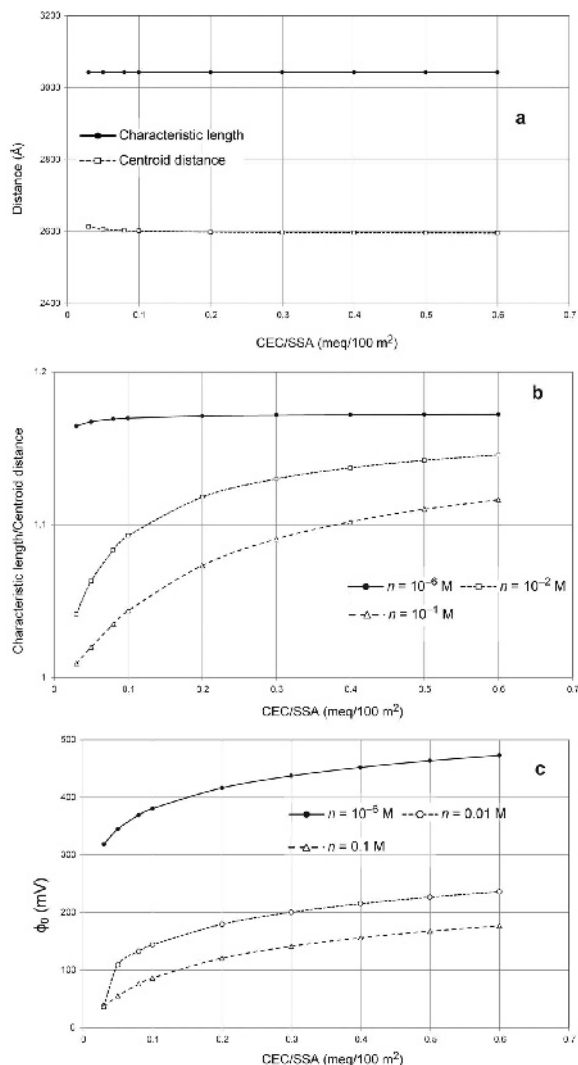 3200
3000
2800
2600
2400
Distance (Å)
a
Characteristic length
Centroid distance
0 0.1 0.2 0.3 0.4 0.5 0.6 0.7
CEC/SSA (meq/100 m²)
1.2
1.1
1
Characteristic length/Centroid distance
b
n = 10⁻⁶ M n = 10⁻² M
n = 10⁻¹ M
0 0.1 0.2 0.3 0.4 0.5 0.6 0.7
CEC/SSA (meq/100 m²)
500
400
300
200
100
0
ϕ₀ (mV)
c
n = 10⁻⁶ M n = 0.01 M
n = 0.1 M
0 0.1 0.2 0.3 0.4 0.5 0.6 0.7
CEC/SSA (meq/100 m²)